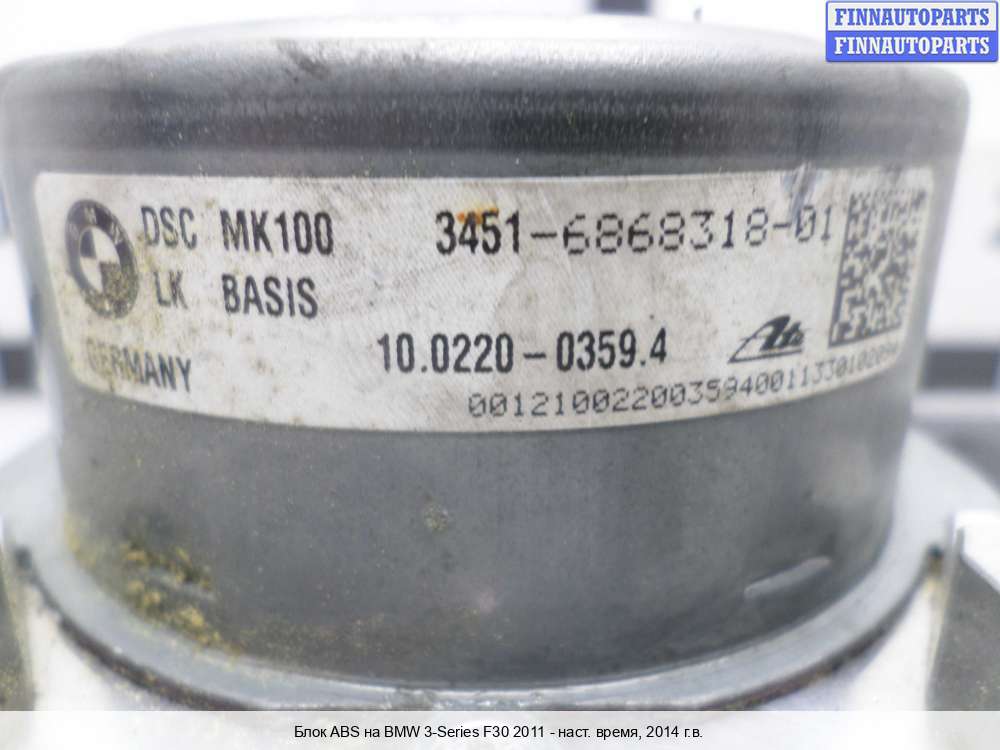 FINNAUTOPARTS
FINNAUTOPARTS
DSC MK100 3451-6868318-01
LK BASIS
GERMANY 10.0220-0359.4 Ate
Блок ABS на BMW 3-Series F30 2011 - наст. время, 2014 г.в.